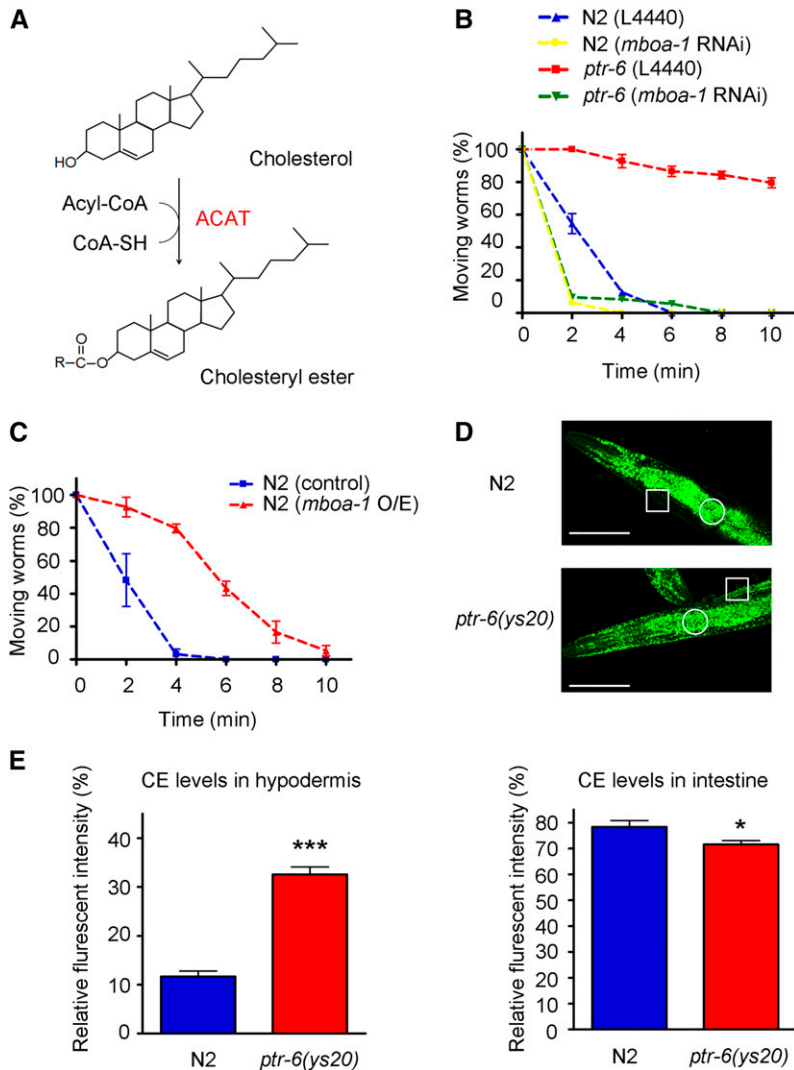 A
HO
Cholesterol
Acyl-CoA
ACAT
CoA-SH
O
R C O
Cholesteryl ester
B
N2 (L4440)
N2 (mboa-1 RNAi)
ptr-6 (L4440)
ptr-6 (mboa-1 RNAi)
Moving worms (%)
100
80
60
40
20
0
0 2 4 6 8 10
Time (min)
C
N2 (control)
N2 (mboa-1 O/E)
Moving worms (%)
100
80
60
40
20
0
0 2 4 6 8 10
Time (min)
D
N2
ptr-6(ys20)
E
CE levels in hypodermis
Relative flurescent intensity (%)
40
30
20
10
0
***
N2 ptr-6(ys20)
CE levels in intestine
Relative flurescent intensity (%)
80
70
60
50
40
30
20
10
0
*
N2 ptr-6(ys20)